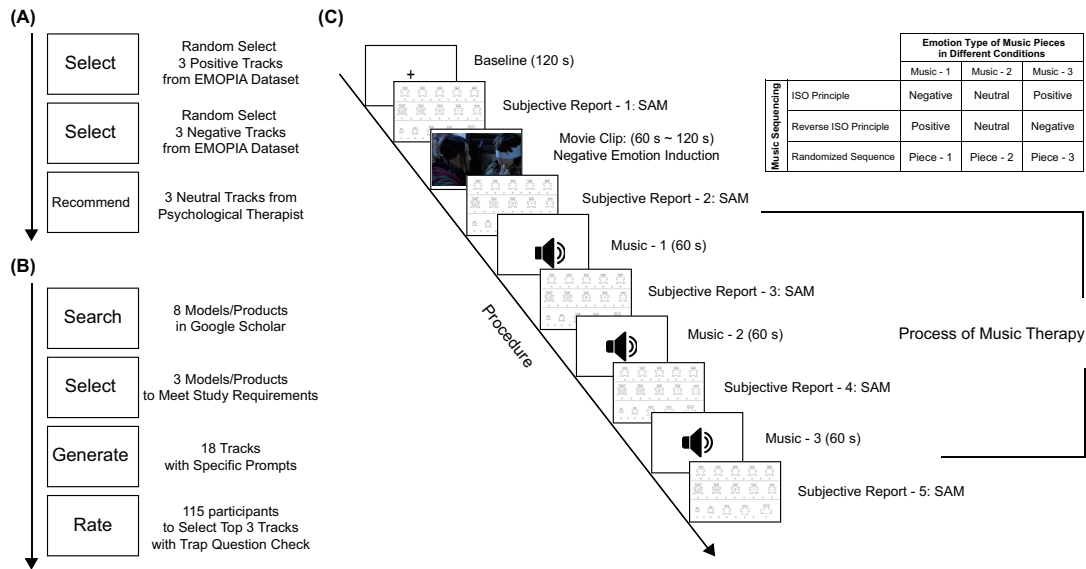 (A)
Select
Random Select
3 Positive Tracks
from EMOPIA Dataset
Select
Random Select
3 Negative Tracks
from EMOPIA Dataset
Recommend
3 Neutral Tracks from
Psychological Therapist
(B)
Search
8 Models/Products
in Google Scholar
Select
3 Models/Products
to Meet Study Requirements
Generate
18 Tracks
with Specific Prompts
Rate
115 participants
to Select Top 3 Tracks
with Trap Question Check
(C)
Baseline (120 s)
Subjective Report - 1: SAM
Movie Clip: (60 s ~ 120 s)
Negative Emotion Induction
Subjective Report - 2: SAM
Music - 1 (60 s)
Subjective Report - 3: SAM
Music - 2 (60 s)
Subjective Report - 4: SAM
Music - 3 (60 s)
Subjective Report - 5: SAM
Procedure
Process of Music Therapy
Emotion Type of Music Pieces
in Different Conditions
Music - 1 Music - 2 Music - 3
Music Sequencing
ISO Principle Negative Neutral Positive
Reverse ISO Principle Positive Neutral Negative
Randomized Sequence Piece - 1 Piece - 2 Piece - 3